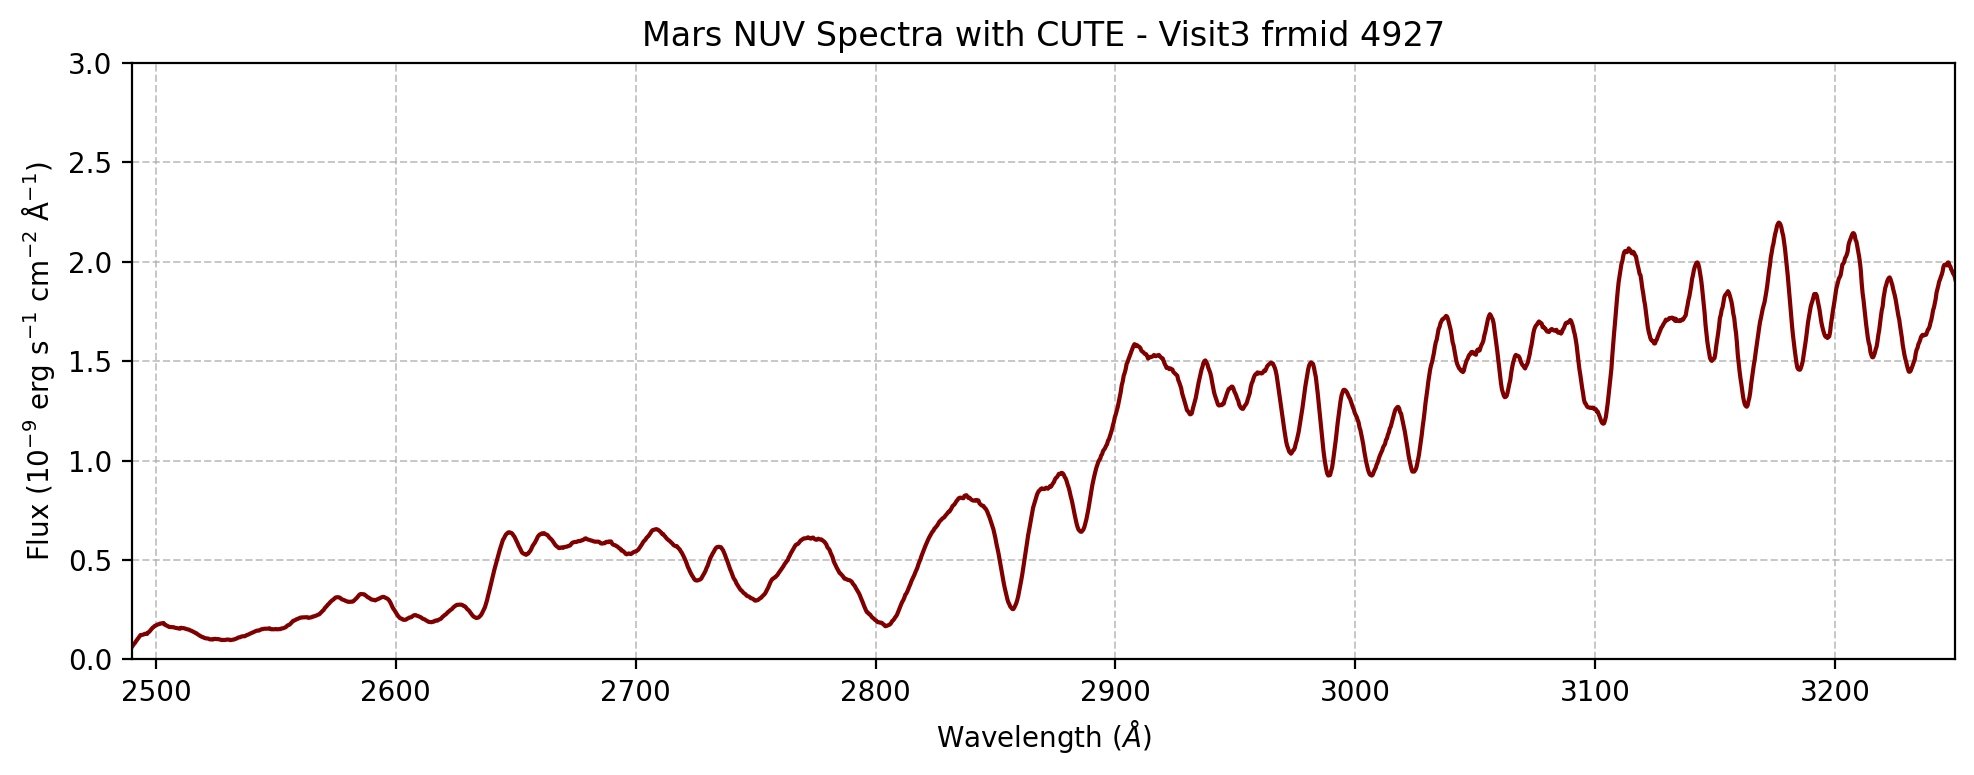 Mars NUV Spectra with CUTE - Visit3 frmid 4927
3.0
2.5
2.0
1.5
1.0
0.5
0.0
Flux (10⁻⁹ erg s⁻¹ cm⁻² Å⁻¹)
2500 2600 2700 2800 2900 3000 3100 3200
Wavelength (Å)